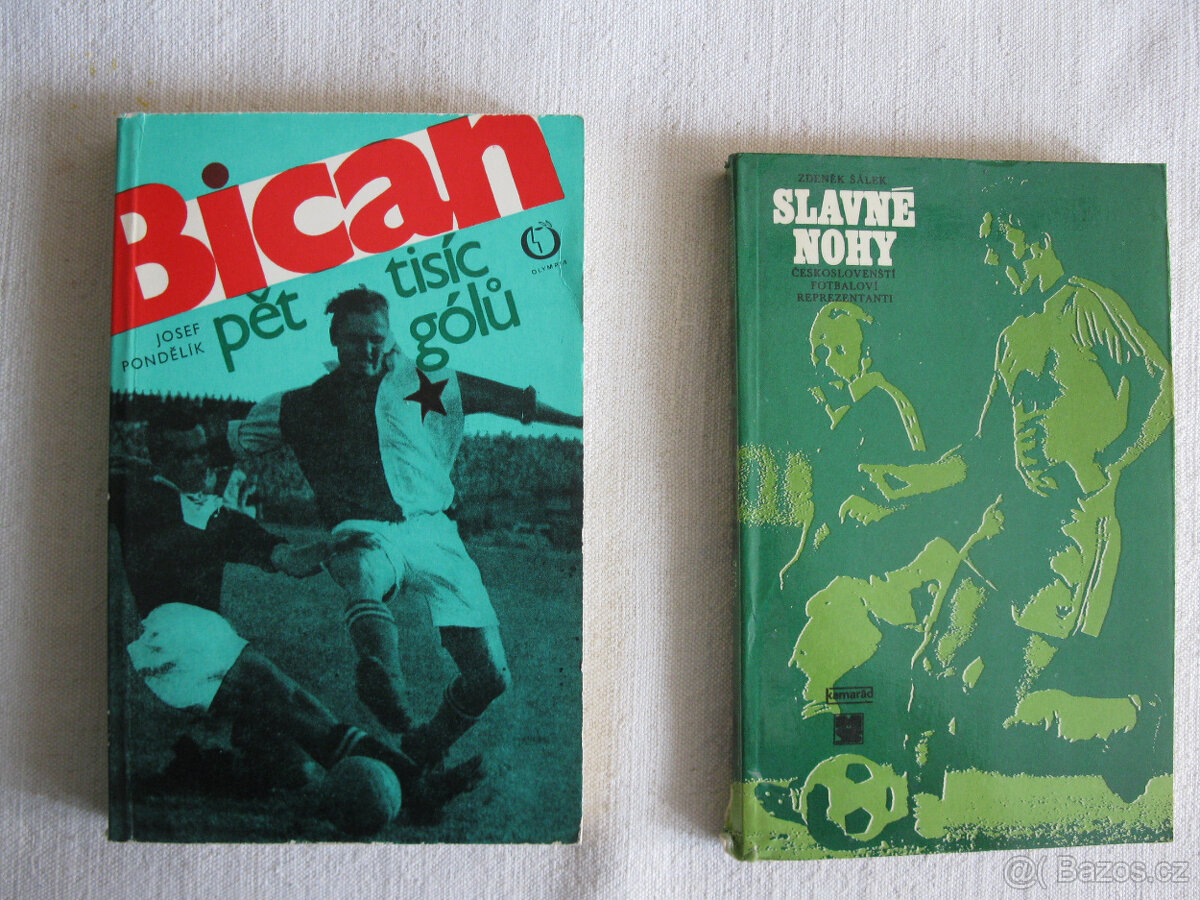 Bican
pět tisíc
gólů
JOSEF
PONDĚLÍK
OLYMPIA
ZDENĚK ŠÁLEK
SLAVNÉ
NOHY
ČESKOSLOVENŠTÍ
FOTBALOVÍ
REPREZENTANTI
kamarád
@( Bazos.cz